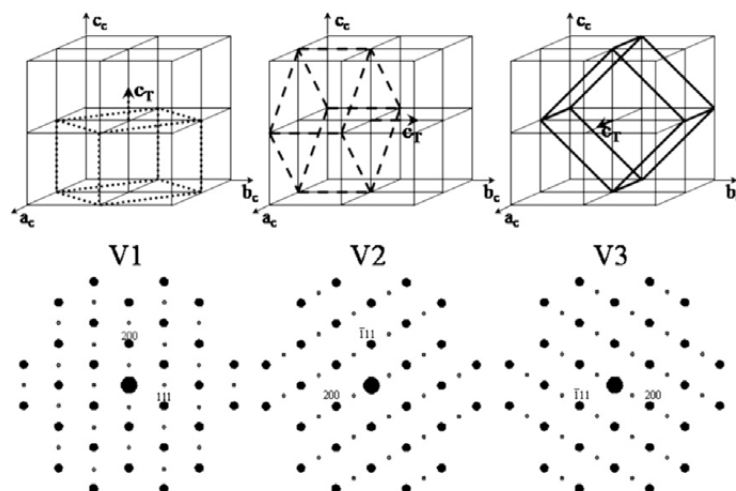 c_c c_c c_c
c_T c_T c_T
b_c b_c b
a_c a_c a_c
V1 V2 V3
200 1̄11
111 200 1̄11 200